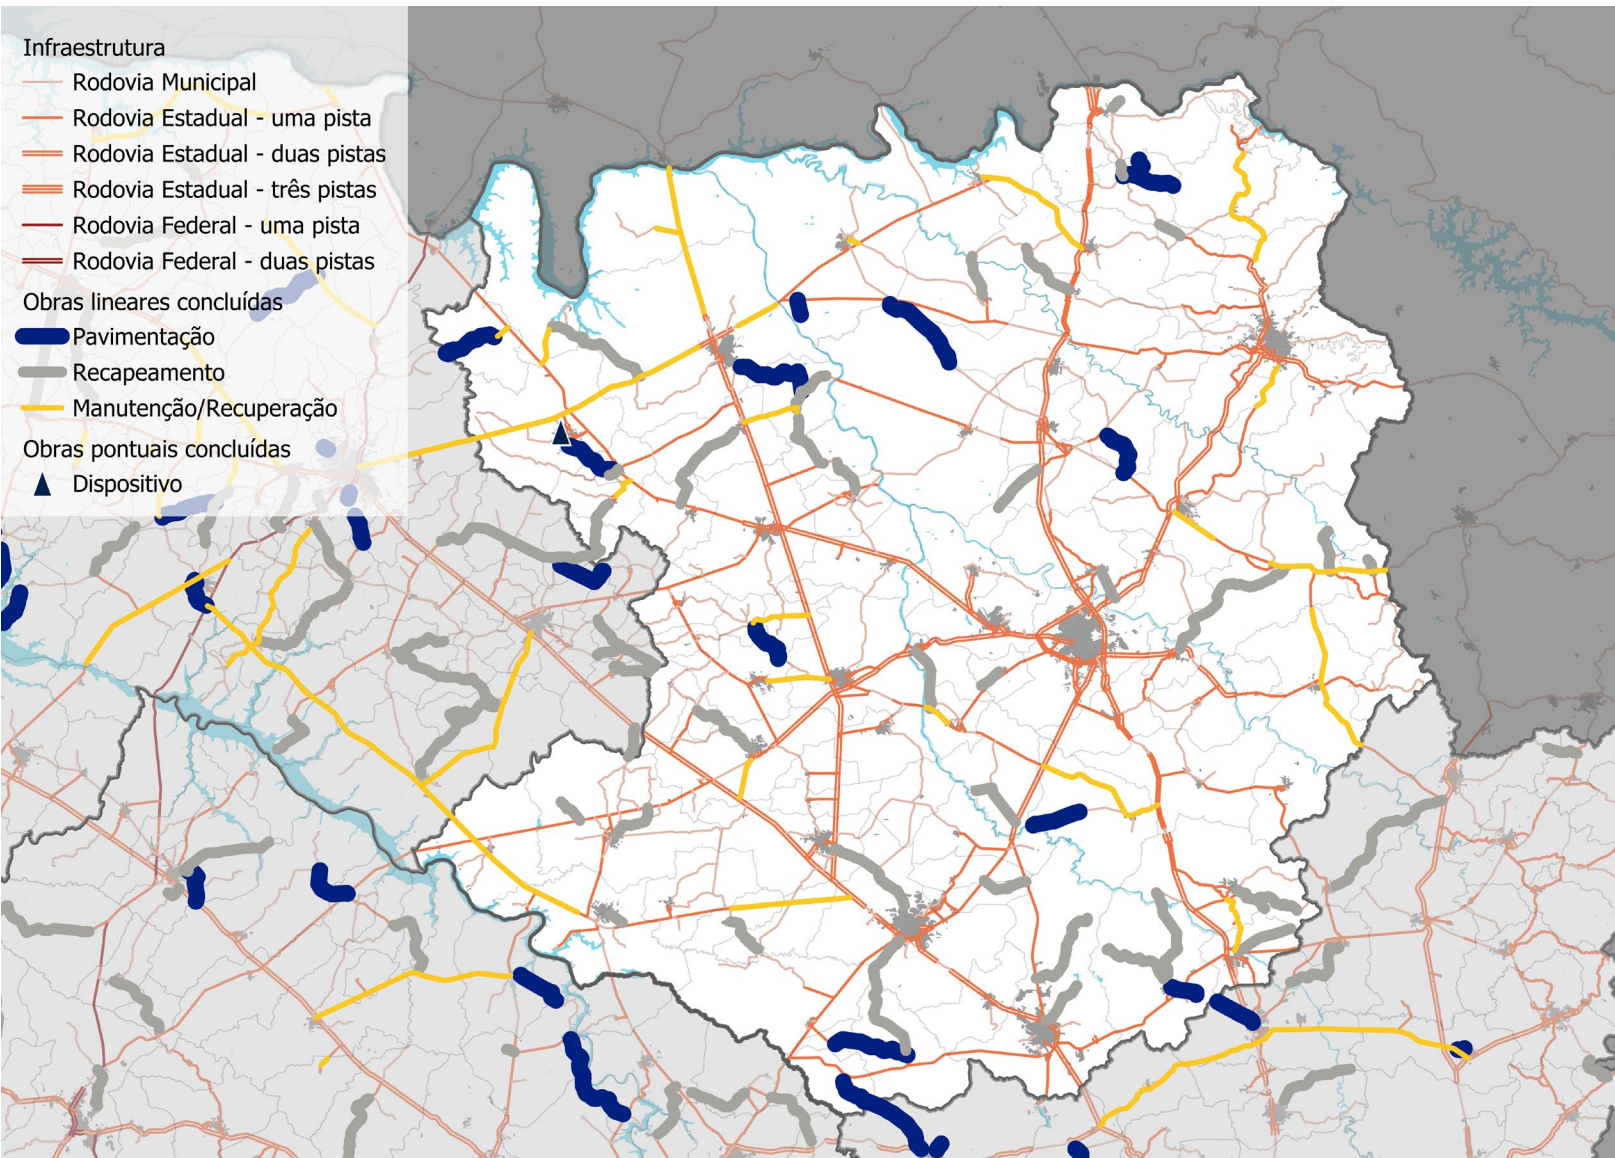 Infraestrutura
Rodovia Municipal
Rodovia Estadual - uma pista
Rodovia Estadual - duas pistas
Rodovia Estadual - três pistas
Rodovia Federal - uma pista
Rodovia Federal - duas pistas
Obras lineares concluídas
Pavimentação
Recapeamento
Manutenção/Recuperação
Obras pontuais concluídas
Dispositivo